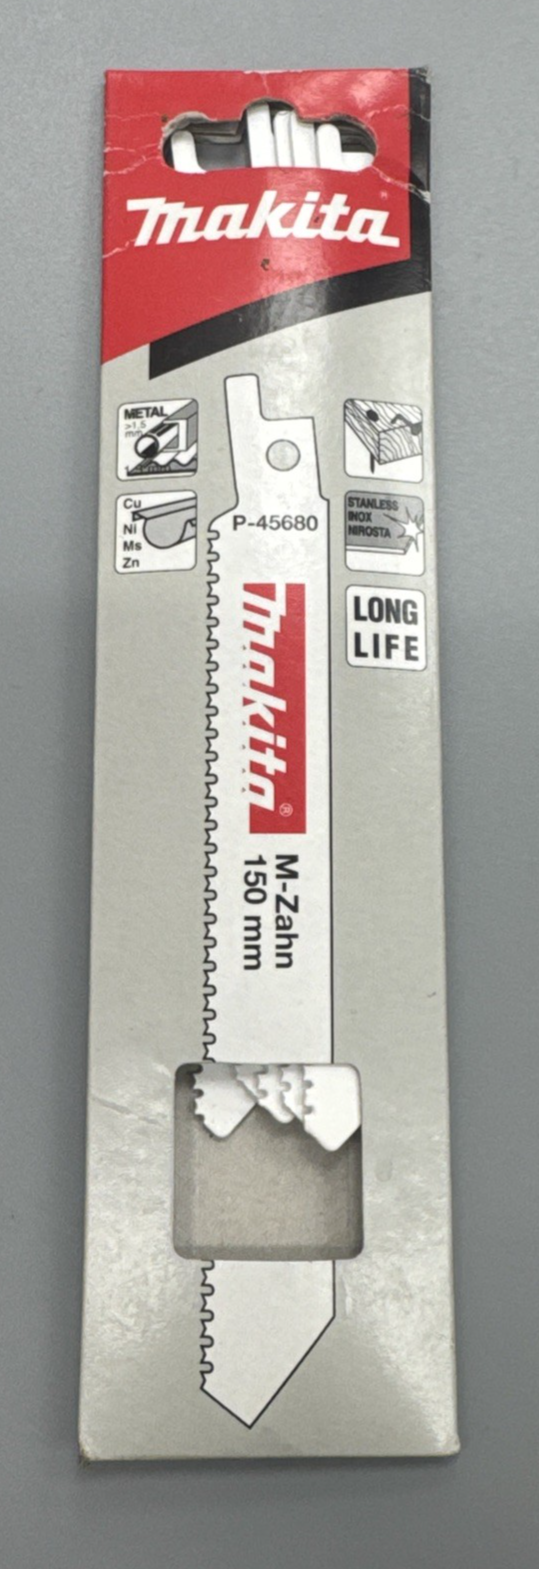 makita
METAL
>1,5
mm
Cu
Ni
Ms
Zn
STANLESS
INOX
NIROSTA
LONG
LIFE
P-45680
makita®
M-Zahn
150 mm